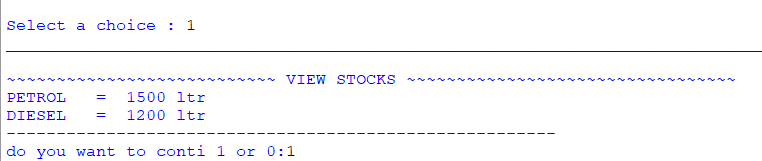 Select a choice : 1
~~~~~~~~~~~~~~~~~~~~~~~~~~~ VIEW STOCKS ~~~~~~~~~~~~~~~~~~~~~~~~~~~~~~~~~
PETROL   =  1500 ltr
DIESEL   =  1200 ltr
-------------------------------------------------------
do you want to conti 1 or 0:1